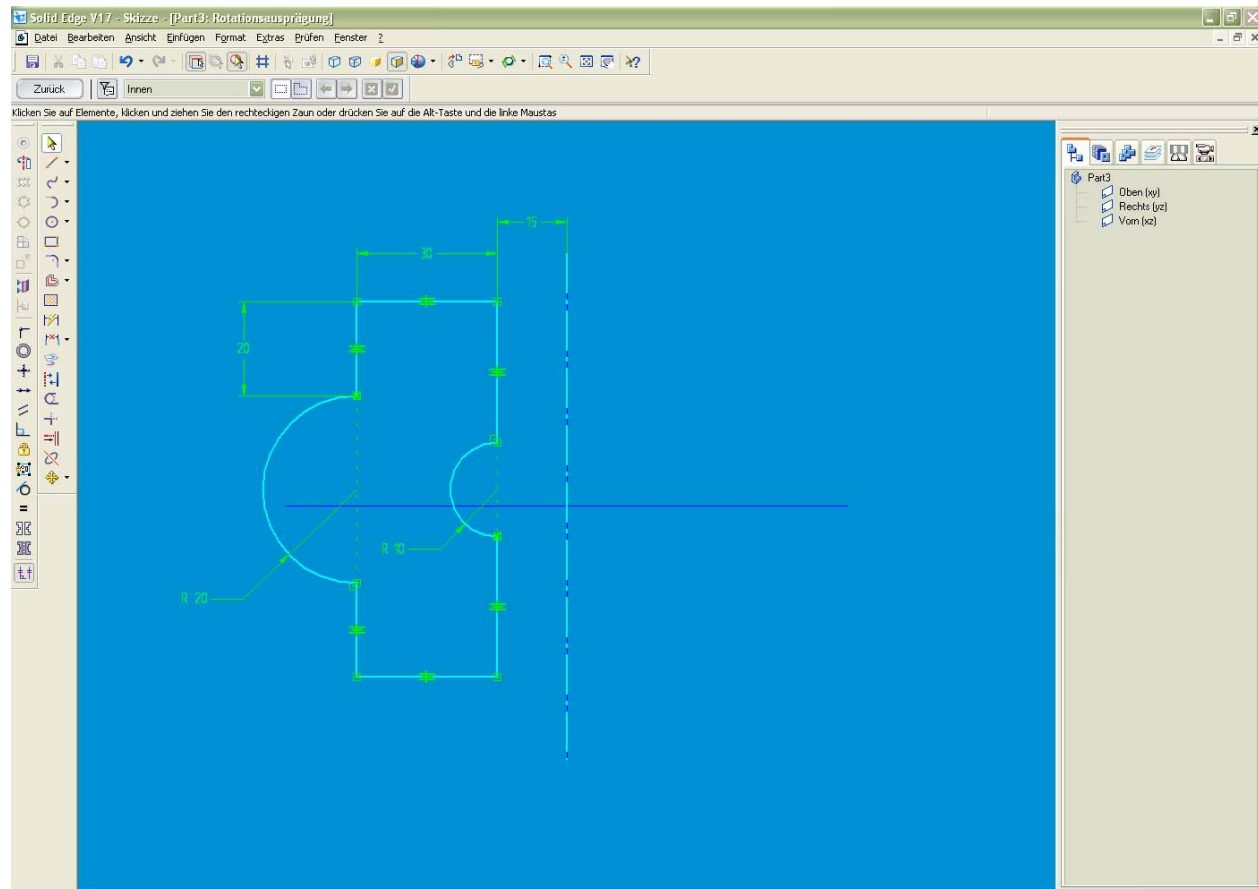 Solid Edge V17 - Skizze - [Part3: Rotationsausprägung]
Datei Bearbeiten Ansicht Einfügen Format Extras Prüfen Fenster ?
Zurück Innen
Klicken Sie auf Elemente, klicken und ziehen Sie den rechteckigen Zaun oder drücken Sie auf die Alt-Taste und die linke Maustas
Part3
Oben (xy)
Rechts (yz)
Vorn (xz)
15
30
20
R 10
R 20